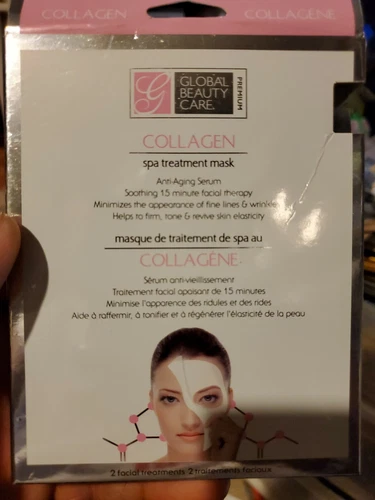 COLLAGEN COLLAGÈNE
GLOBAL
BEAUTY
CARE.
PREMIUM
COLLAGEN
spa treatment mask
Anti-Aging Serum
Soothing 15 minute facial therapy
Minimizes the appearance of fine lines & wrinkles
Helps to firm, tone & revive skin elasticity
masque de traitement de spa au
COLLAGÈNE
Sérum anti-vieillissement
Traitement facial apaisant de 15 minutes
Minimise l'apparence des ridules et des rides
Aide à raffermir, à tonifier et à régénérer l'élasticité de la peau
2 facial treatments 2 traitements faciaux